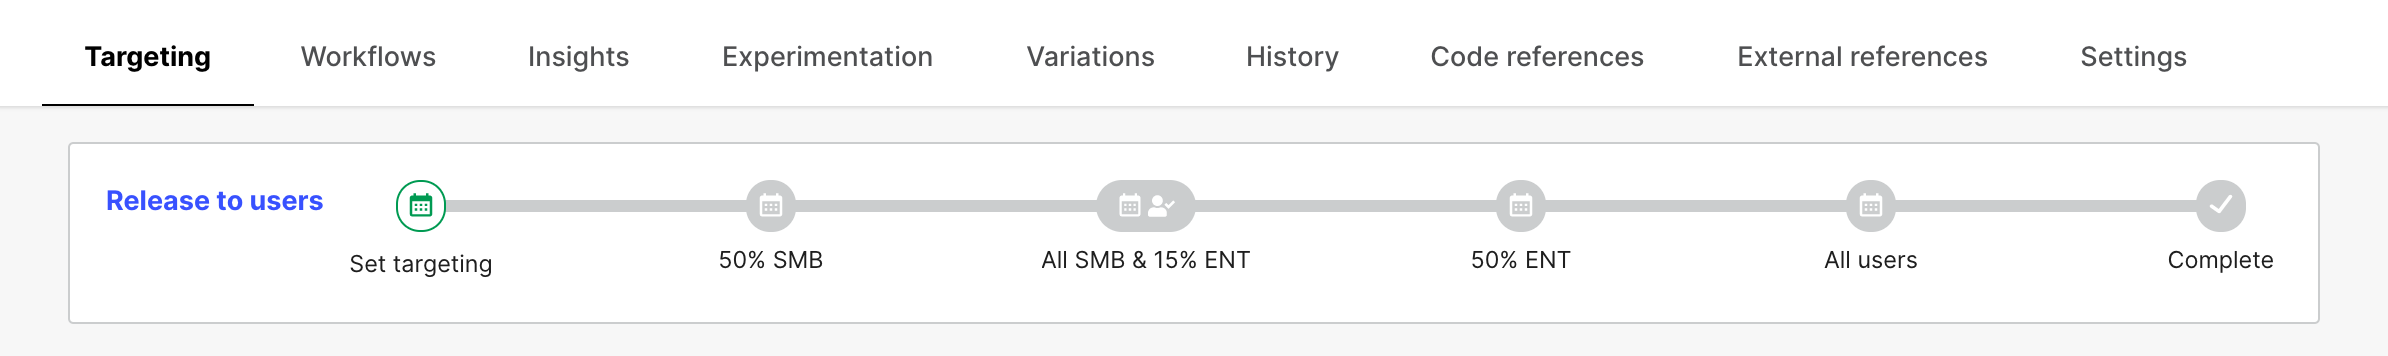 Targeting
Workflows
Insights
Experimentation
Variations
History
Code references
External references
Settings
Release to users
Set targeting
50% SMB
All SMB & 15% ENT
50% ENT
All users
Complete